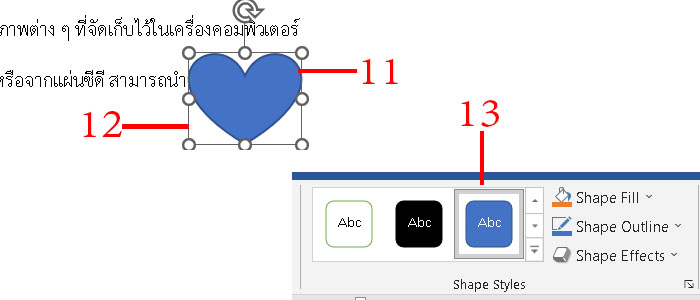 ภาพต่าง ๆ ที่จัดเก็บไว้ในเครื่องคอมพิวเตอร์
หรือจากแผ่นซีดี สามารถนำ
11
12
13
Abc Abc Abc
Shape Fill
Shape Outline
Shape Effects
Shape Styles